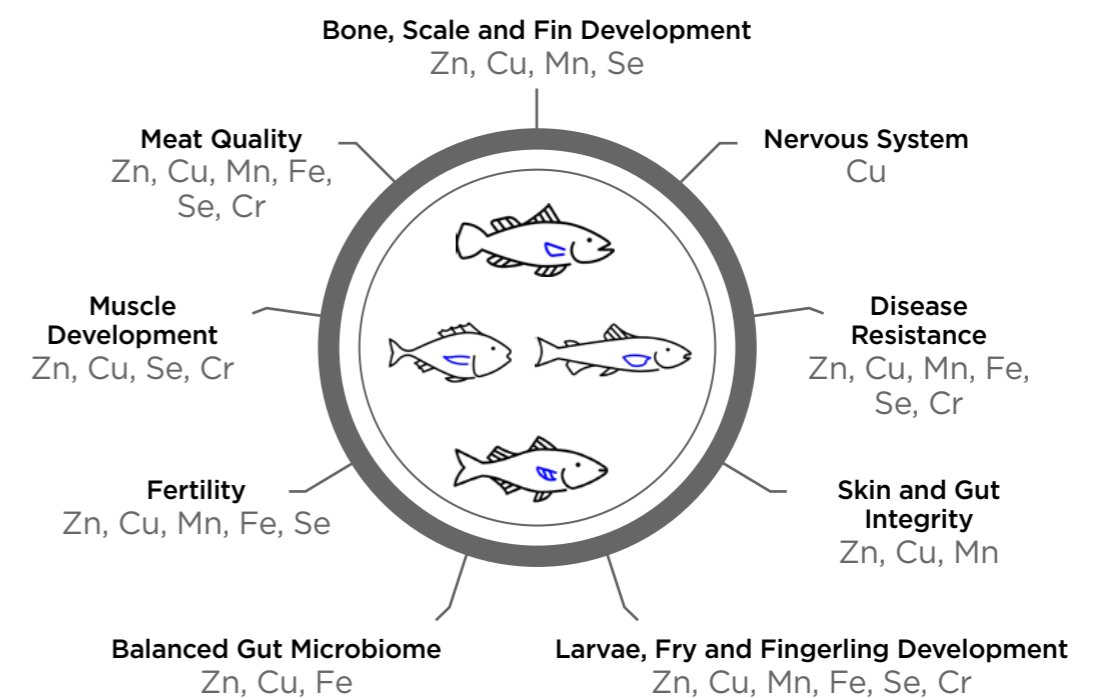 Bone, Scale and Fin Development
Zn, Cu, Mn, Se
Meat Quality
Zn, Cu, Mn, Fe,
Se, Cr
Nervous System
Cu
Muscle
Development
Zn, Cu, Se, Cr
Disease
Resistance
Zn, Cu, Mn, Fe,
Se, Cr
Fertility
Zn, Cu, Mn, Fe, Se
Skin and Gut
Integrity
Zn, Cu, Mn
Balanced Gut Microbiome
Zn, Cu, Fe
Larvae, Fry and Fingerling Development
Zn, Cu, Mn, Fe, Se, Cr